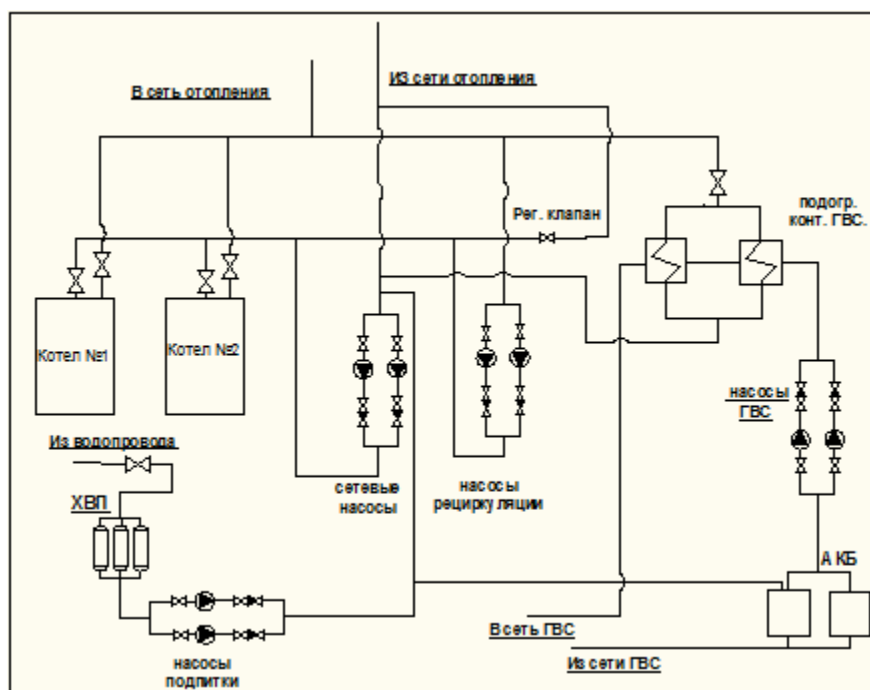 ИЗ сети отопления
В сеть отопления
подогр.
конт. ГВС.
Рег. клапан
Котел №1
Котел №2
насосы
ГВС
Из водопровода
сетевые
насосы
насосы
рециркуляции
ХВП
АКБ
В сеть ГВС
Из сети ГВС
насосы
подпитки